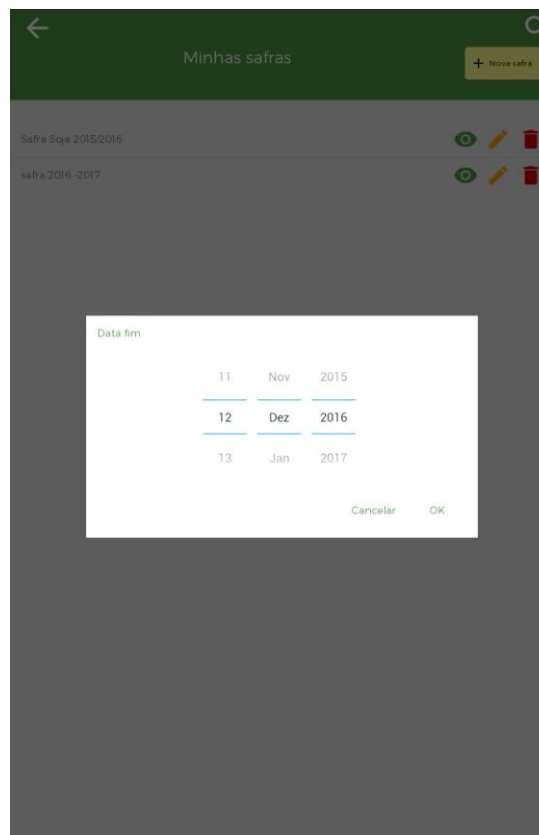 Minhas safras
+ Nova safra
Safra Soja 2015/2016
safra 2016 -2017
Data fim
11 Nov 2015
12 Dez 2016
13 Jan 2017
Cancelar OK